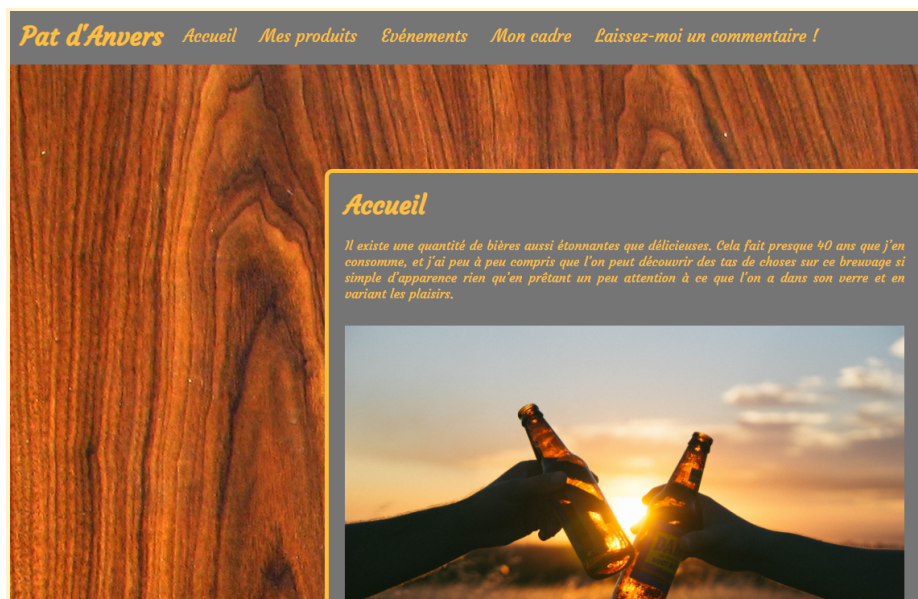 Pat d'Anvers Accueil Mes produits Evénements Mon cadre Laissez-moi un commentaire !
Accueil
Il existe une quantité de bières aussi étonnantes que délicieuses. Cela fait presque 40 ans que j'en
consomme, et j'ai peu à peu compris que l'on peut découvrir des tas de choses sur ce breuvage si
simple d'apparence rien qu'en prêtant un peu attention à ce que l'on a dans son verre et en
variant les plaisirs.